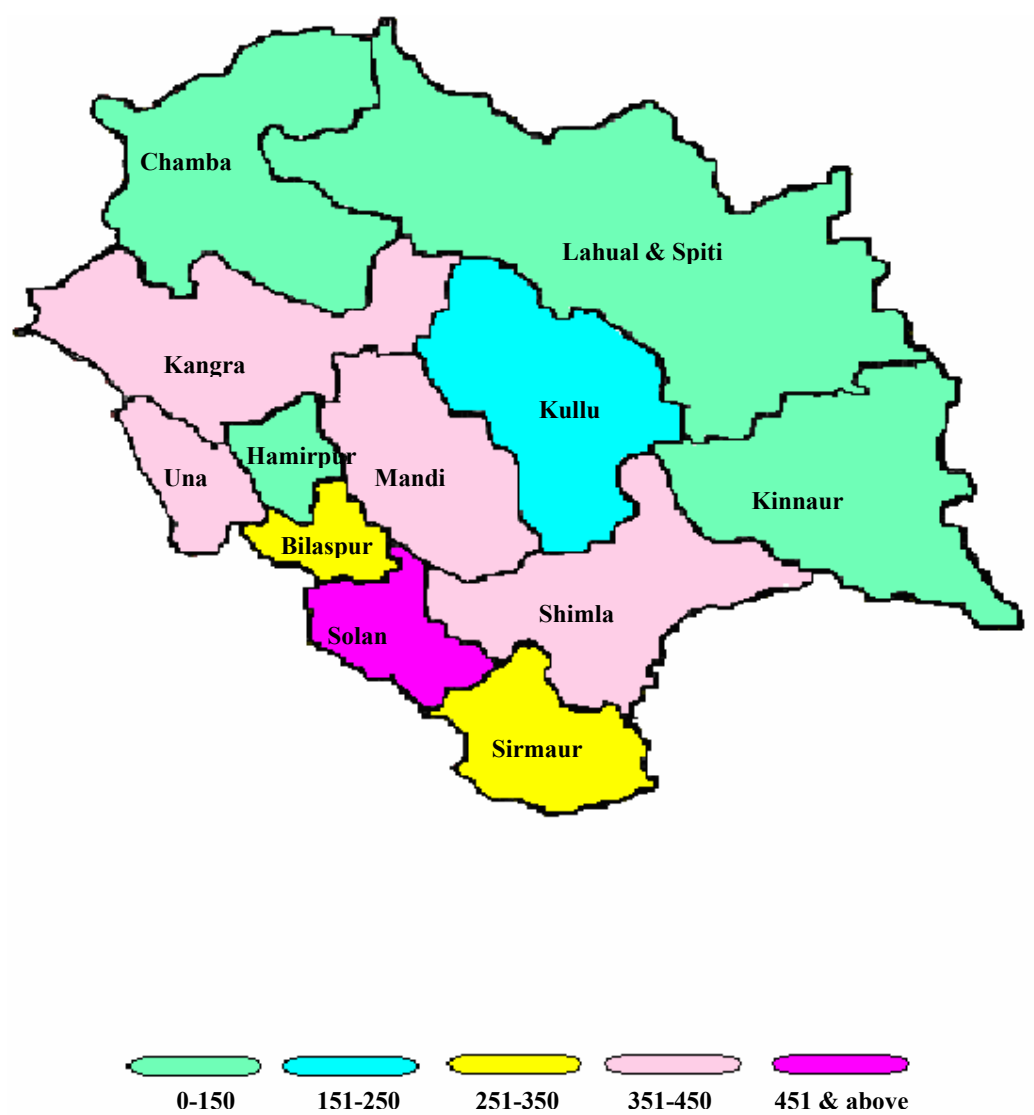 Chamba
Lahual & Spiti
Kangra
Kullu
Hamirpur
Una
Mandi
Kinnaur
Bilaspur
Shimla
Solan
Sirmaur
0-150 151-250 251-350 351-450 451 & above